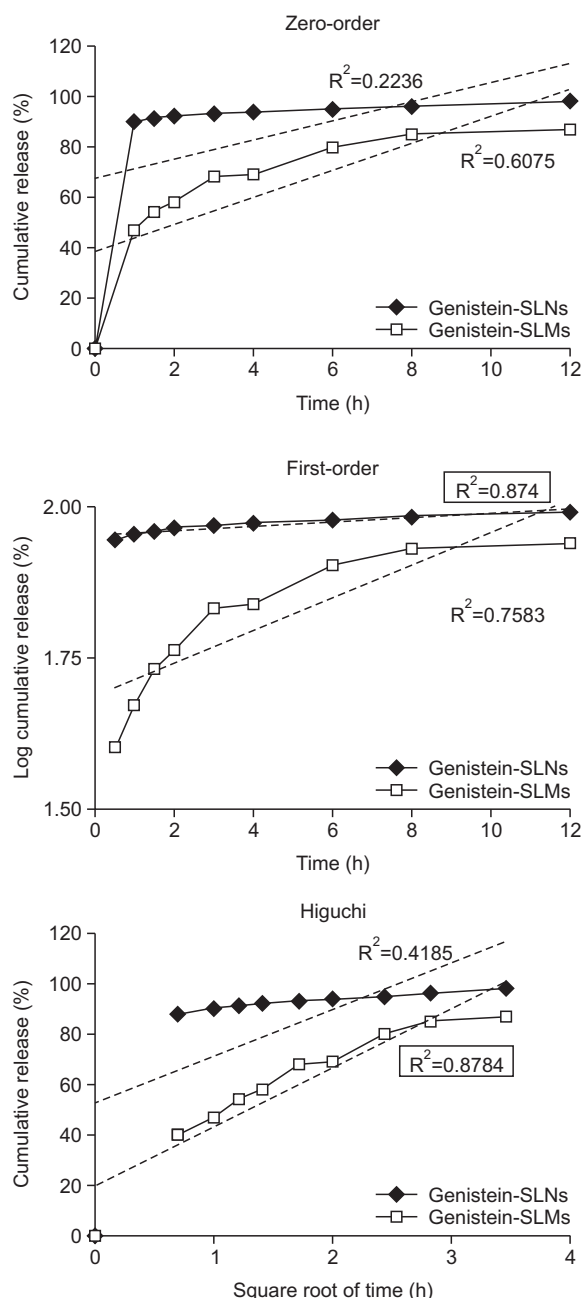 Zero-order
120
100
80
60
40
20
0
Cumulative release (%)
R²=0.2236
R²=0.6075
Genistein-SLNs
Genistein-SLMs
0 2 4 6 8 10 12
Time (h)
First-order
2.00
1.75
1.50
Log cumulative release (%)
R²=0.874
R²=0.7583
Genistein-SLNs
Genistein-SLMs
0 2 4 6 8 10 12
Time (h)
Higuchi
120
100
80
60
40
20
0
Cumulative release (%)
R²=0.4185
R²=0.8784
Genistein-SLNs
Genistein-SLMs
0 1 2 3 4
Square root of time (h)